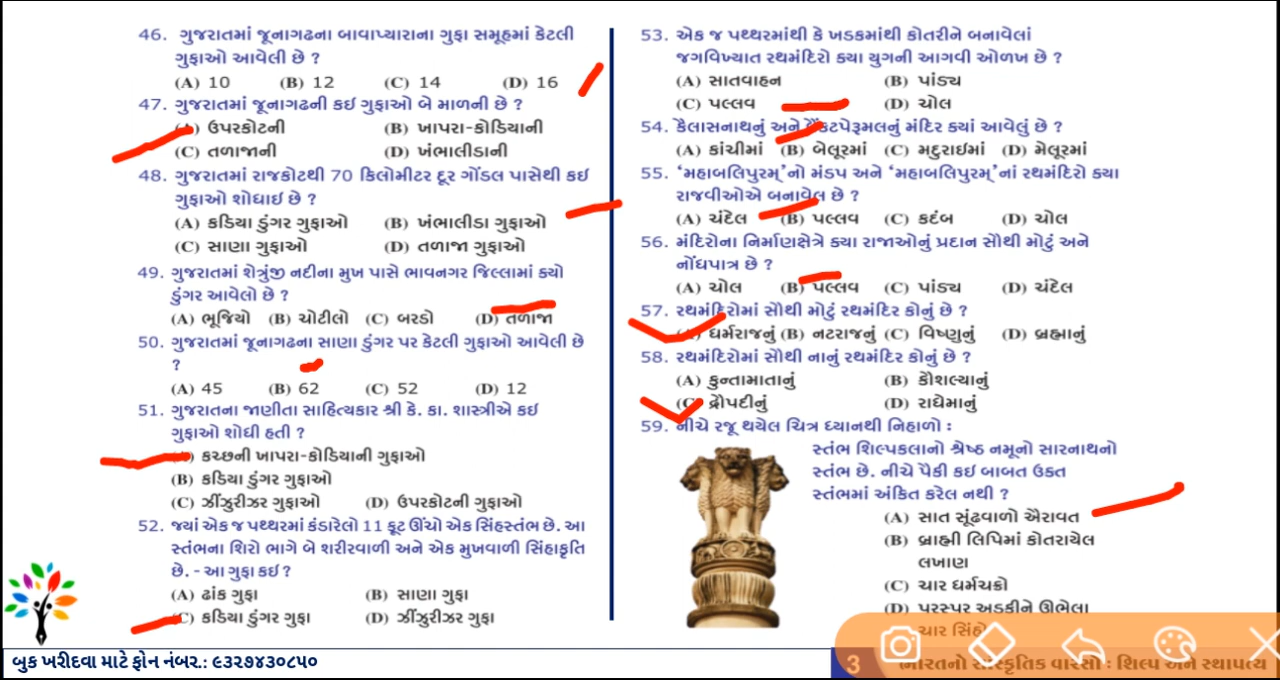 46. ગુજરાતમાં જૂનાગઢના બાવાપ્યારાના ગુફા સમૂહમાં કેટલી
ગુફાઓ આવેલી છે ?
(A) 10 (B) 12 (C) 14 (D) 16
47. ગુજરાતમાં જૂનાગઢની કઈ ગુફાઓ બે માળની છે ?
ઉપરકોટની (B) ખાપરા-કોડિયાની
(C) તળાજાની (D) ખંભાલીડાની
48. ગુજરાતમાં રાજકોટથી 70 કિલોમીટર દૂર ગોંડલ પાસેથી કઈ
ગુફાઓ શોધાઈ છે ?
(A) કડિયા ડુંગર ગુફાઓ (B) ખંભાલીડા ગુફાઓ
(C) સાણા ગુફાઓ (D) તળાજા ગુફાઓ
49. ગુજરાતમાં શેત્રુંજી નદીના મુખ પાસે ભાવનગર જિલ્લામાં ક્યો
ડુંગર આવેલો છે ?
(A) ભૂજિયો (B) ચોટીલો (C) બરડો (D) તળાજા
50. ગુજરાતમાં જૂનાગઢના સાણા ડુંગર પર કેટલી ગુફાઓ આવેલી છે
?
(A) 45 (B) 62 (C) 52 (D) 12
51. ગુજરાતના જાણીતા સાહિત્યકાર શ્રી કે. કા. શાસ્ત્રીએ કઈ
ગુફાઓ શોધી હતી ?
કચ્છની ખાપરા-કોડિયાની ગુફાઓ
(B) કડિયા ડુંગર ગુફાઓ
(C) ઝીંઝુરીઝર ગુફાઓ (D) ઉપરકોટની ગુફાઓ
52. જ્યાં એક જ પથ્થરમાં કંડારેલો 11 ફૂટ ઊંચો એક સિંહસ્તંભ છે. આ
સ્તંભના શિરો ભાગે બે શરીરવાળી અને એક મુખવાળી સિંહાકૃતિ
છે. - આ ગુફા કઈ ?
(A) ઢાંક ગુફા (B) સાણા ગુફા
(C) કડિયા ડુંગર ગુફા (D) ઝીંઝુરીઝર ગુફા
બુક ખરીદવા માટે ફોન નંબર.: ૯૩૨૭૪૩૦૮૫૦
53. એક જ પથ્થરમાંથી કે ખડકમાંથી કોતરીને બનાવેલાં
જગવિખ્યાત રથમંદિરો ક્યા યુગની આગવી ઓળખ છે ?
(A) સાતવાહન (B) પાંડ્ય
(C) પલ્લવ (D) ચોલ
54. કૈલાસનાથનું અને વૈંકટપેરૂમલનું મંદિર ક્યાં આવેલું છે ?
(A) કાંચીમાં (B) બેલૂરમાં (C) મદુરાઈમાં (D) મેલૂરમાં
55. ‘મહાબલિપુરમ્’નો મંડપ અને ‘મહાબલિપુરમ્’નાં રથમંદિરો ક્યા
રાજવીઓએ બનાવેલ છે ?
(A) ચંદેલ (B) પલ્લવ (C) કદંબ (D) ચોલ
56. મંદિરોના નિર્માણક્ષેત્રે ક્યા રાજાઓનું પ્રદાન સૌથી મોટું અને
નોંધપાત્ર છે ?
(A) ચોલ (B) પલ્લવ (C) પાંડ્ય (D) ચંદેલ
57. રથમંદિરોમાં સૌથી મોટું રથમંદિર કોનું છે ?
ધર્મરાજનું (B) નટરાજનું (C) વિષ્ણુનું (D) બ્રહ્માનું
58. રથમંદિરોમાં સૌથી નાનું રથમંદિર કોનું છે ?
(A) કુન્તામાતાનું (B) કૌશલ્યાનું
(C) દ્રૌપદીનું (D) રાધેમાનું
59. નીચે રજૂ થયેલ ચિત્ર ધ્યાનથી નિહાળો :
સ્તંભ શિલ્પકલાનો શ્રેષ્ઠ નમૂનો સારનાથનો
સ્તંભ છે. નીચે પૈકી કઈ બાબત ઉક્ત
સ્તંભમાં અંકિત કરેલ નથી ?
(A) સાત સૂંઢવાળો ઐરાવત
(B) બ્રાહ્મી લિપિમાં કોતરાયેલ
લખાણ
(C) ચાર ધર્મચક્રો
(D) પરસ્પર અડકીને ઊભેલા
ચાર સિંહો
3 ભારતનો સાંસ્કૃતિક વારસો : શિલ્પ અને સ્થાપત્ય